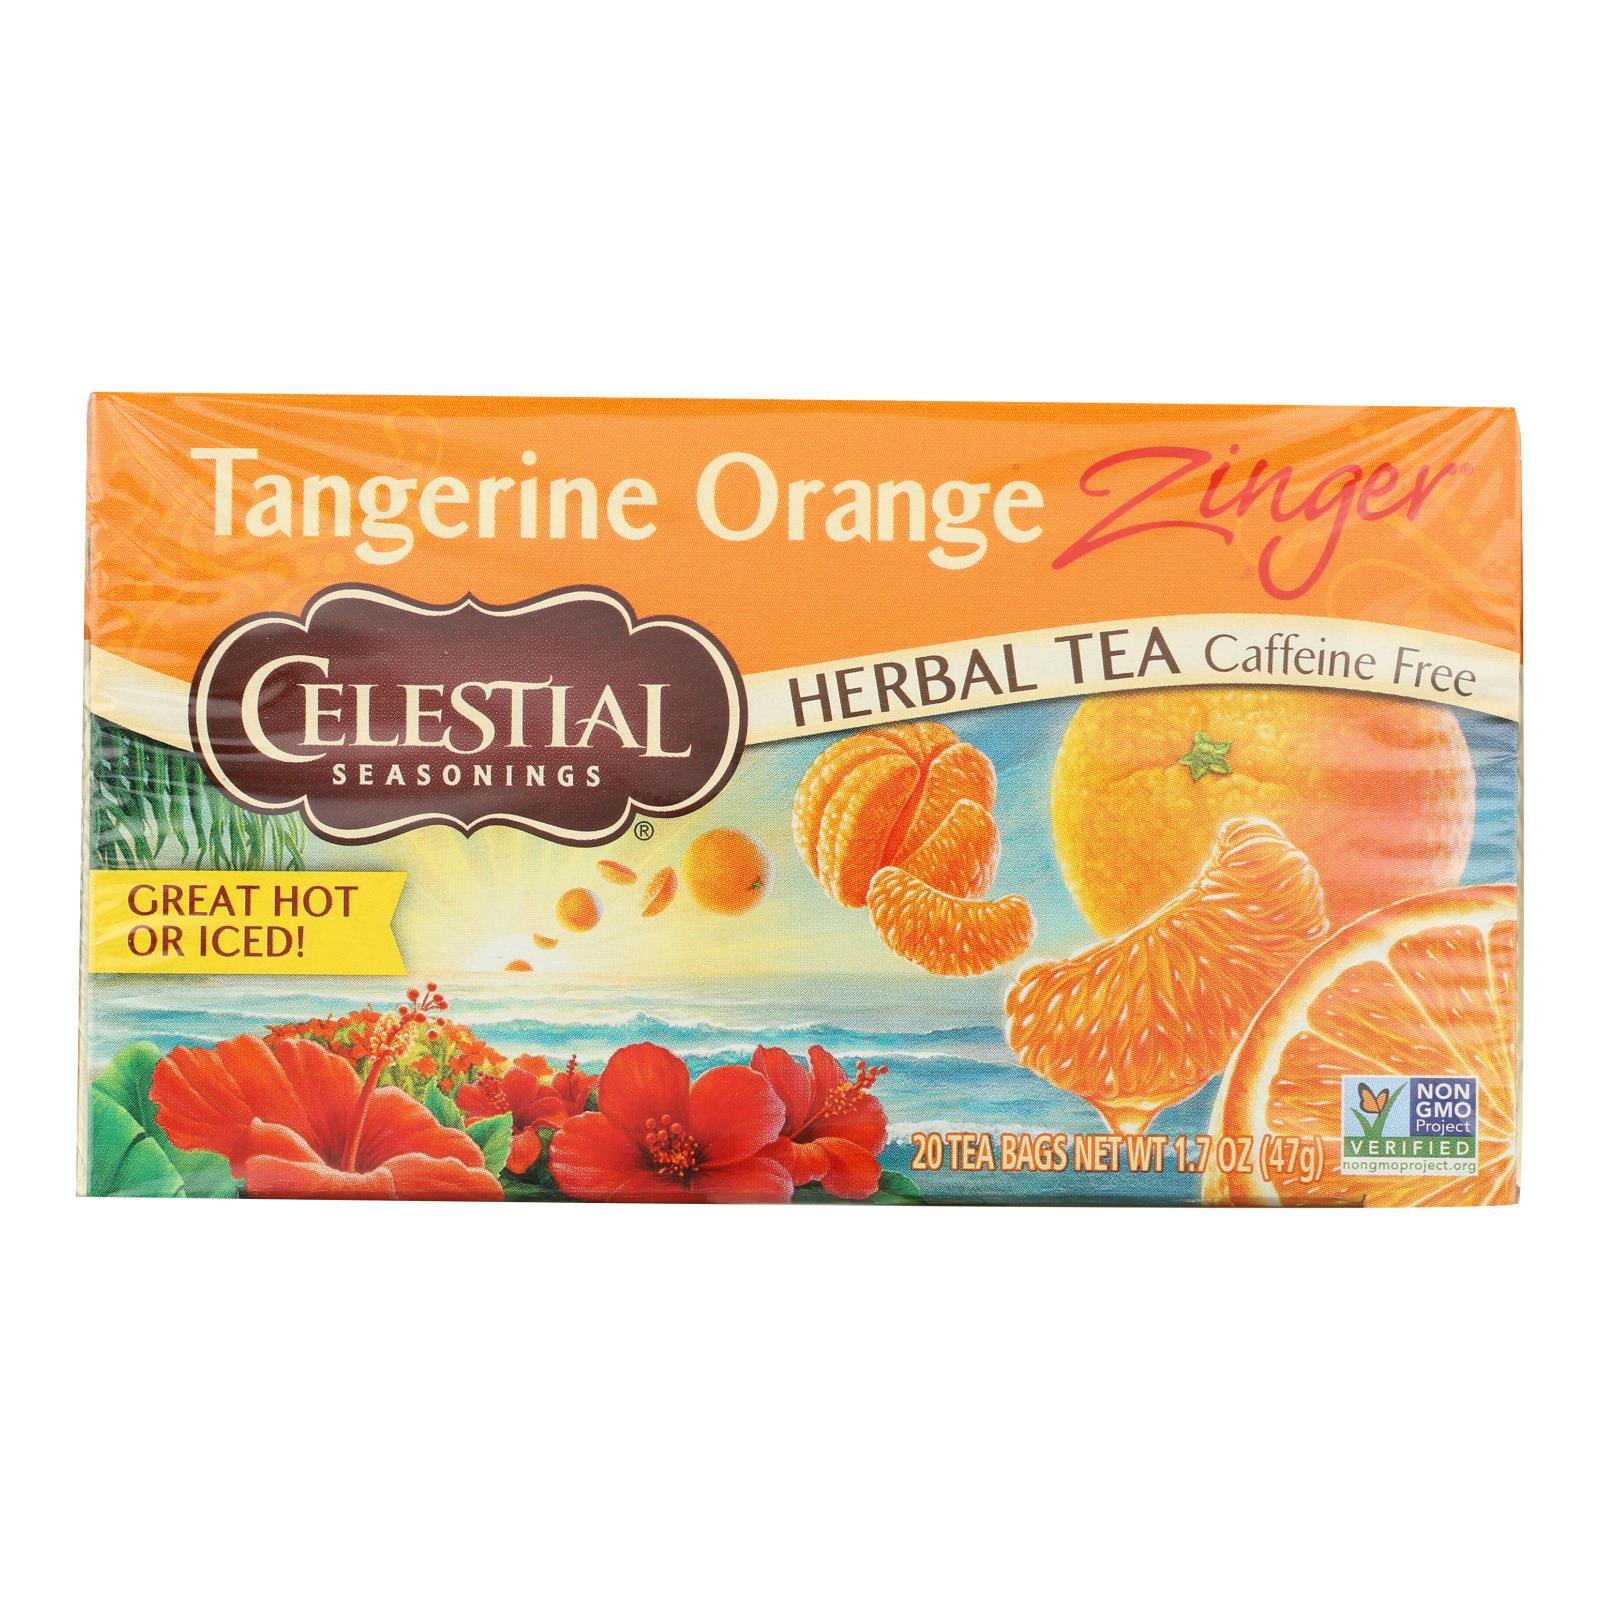 Tangerine Orange Zinger®
HERBAL TEA Caffeine Free
CELESTIAL
SEASONINGS
®
GREAT HOT
OR ICED!
20 TEA BAGS NET WT 1.7 OZ (47g)
NON
GMO
Project
VERIFIED
nongmoproject.org